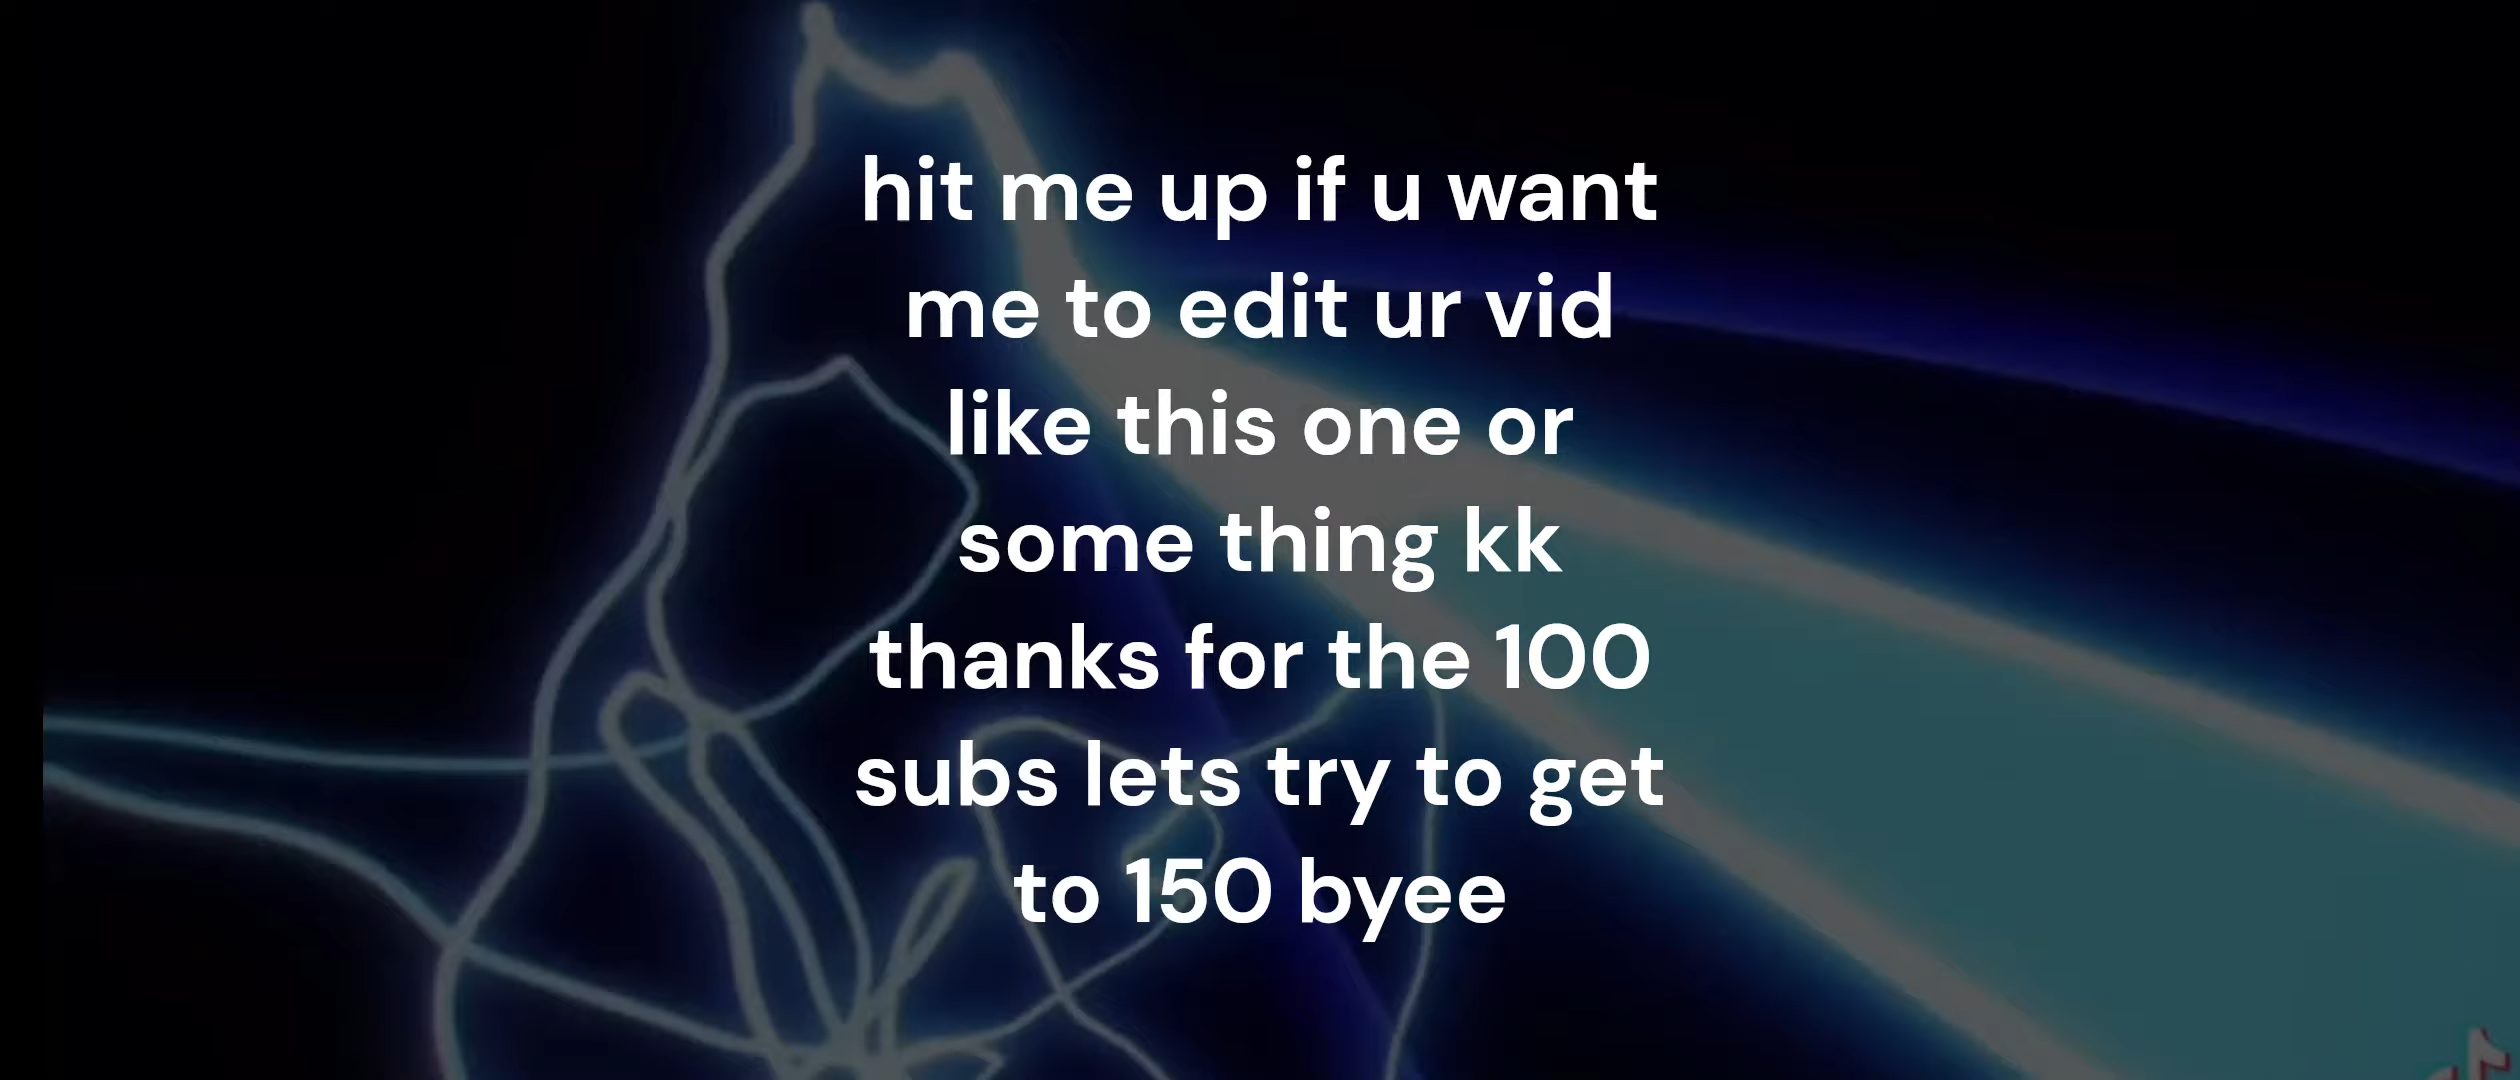 hit me up if u want
me to edit ur vid
like this one or
some thing kk
thanks for the 100
subs lets try to get
to 150 byee